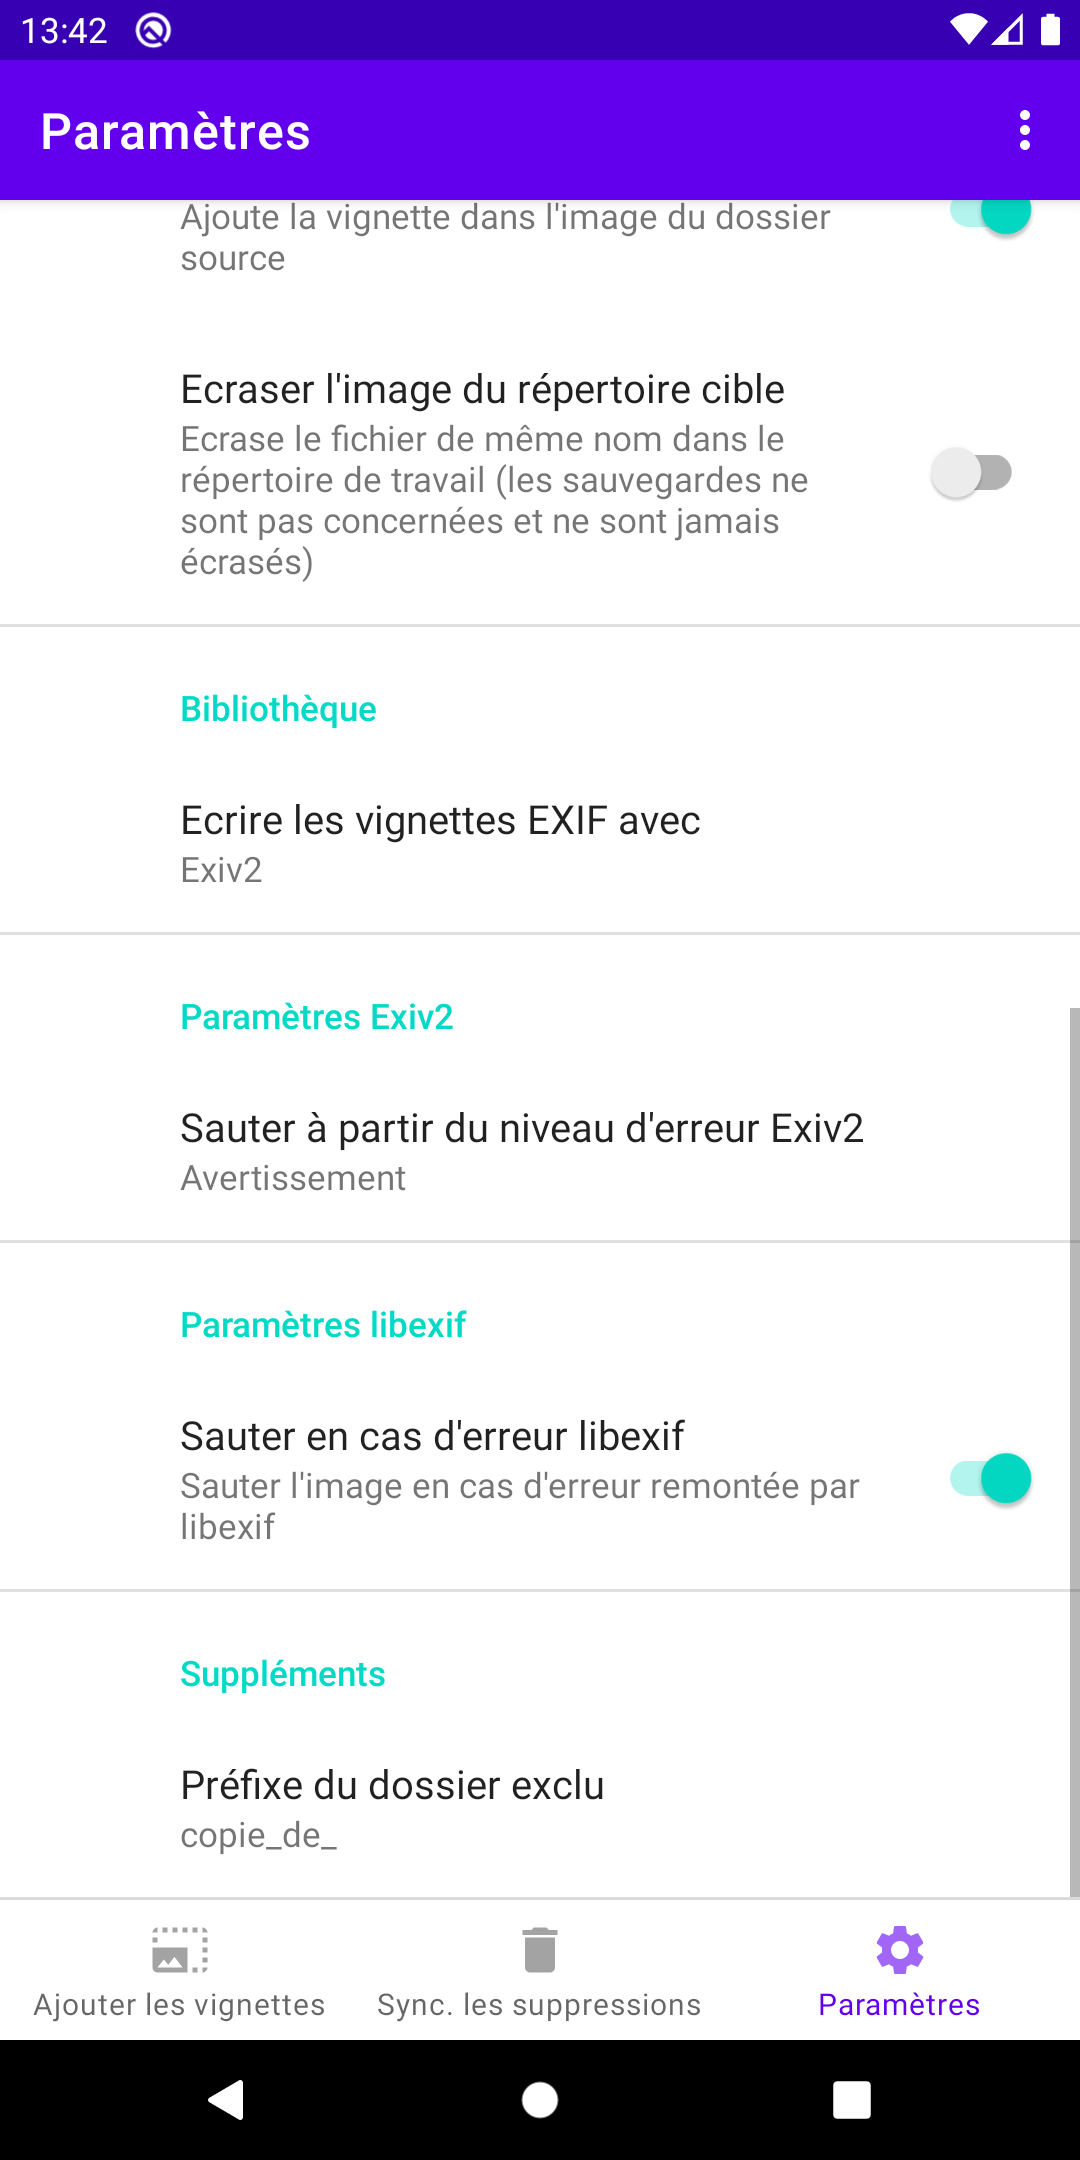 13:42
Paramètres
Ajoute la vignette dans l'image du dossier
source
Ecraser l'image du répertoire cible
Ecrase le fichier de même nom dans le
répertoire de travail (les sauvegardes ne
sont pas concernées et ne sont jamais
écrasés)
Bibliothèque
Ecrire les vignettes EXIF avec
Exiv2
Paramètres Exiv2
Sauter à partir du niveau d'erreur Exiv2
Avertissement
Paramètres libexif
Sauter en cas d'erreur libexif
Sauter l'image en cas d'erreur remontée par
libexif
Suppléments
Préfixe du dossier exclu
copie_de_
Ajouter les vignettes
Sync. les suppressions
Paramètres